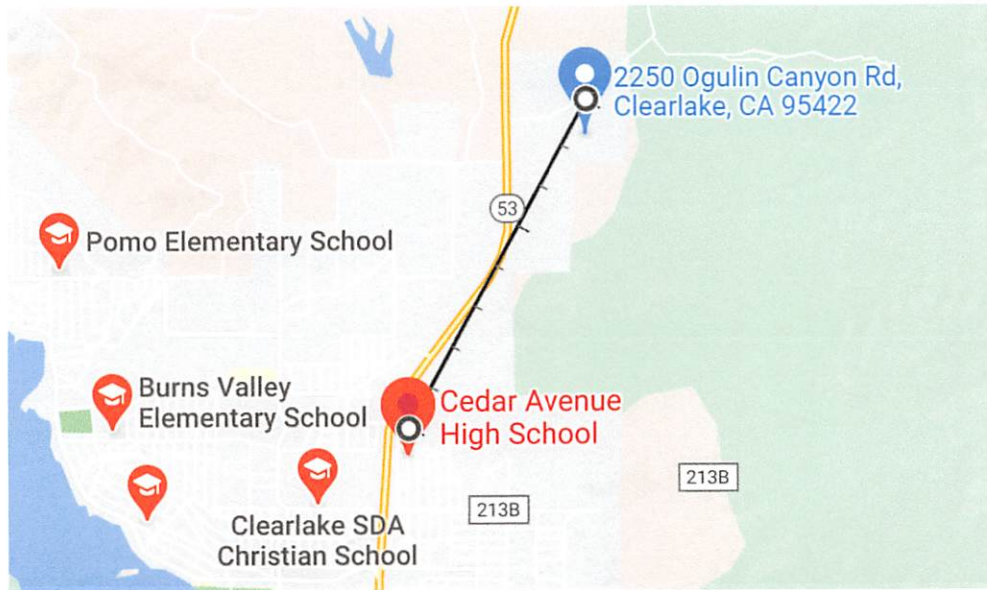 2250 Ogulin Canyon Rd,
Clearlake, CA 95422
53
Pomo Elementary School
Burns Valley
Elementary School
Cedar Avenue
High School
213B
213B
Clearlake SDA
Christian School